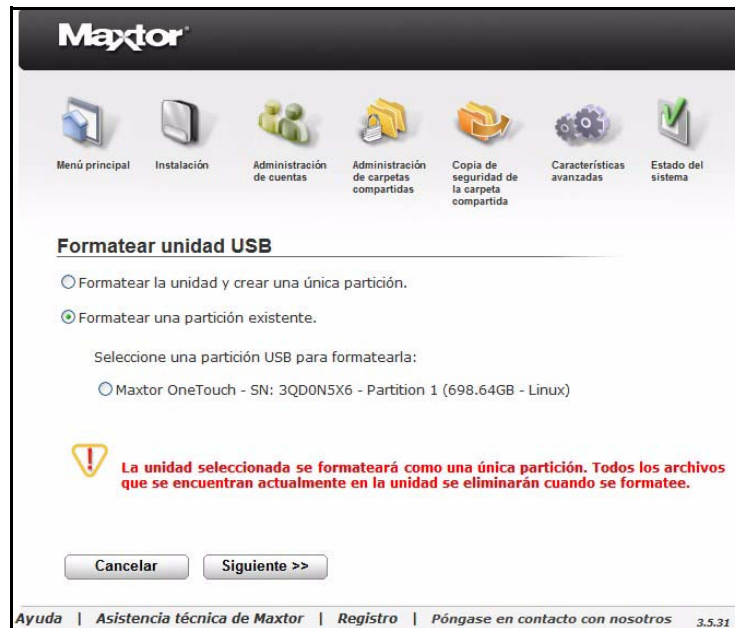 Maxtor
Menú principal
Instalación
Administración
de cuentas
Administración
de carpetas
compartidas
Copia de
seguridad de
la carpeta
compartida
Características
avanzadas
Estado del
sistema
Formatear unidad USB
Formatear la unidad y crear una única partición.
Formatear una partición existente.
Seleccione una partición USB para formatearla:
Maxtor OneTouch - SN: 3QD0N5X6 - Partition 1 (698.64GB - Linux)
La unidad seleccionada se formateará como una única partición. Todos los archivos
que se encuentran actualmente en la unidad se eliminarán cuando se formatee.
Cancelar Siguiente >>
Ayuda | Asistencia técnica de Maxtor | Registro | Póngase en contacto con nosotros 3.5.31